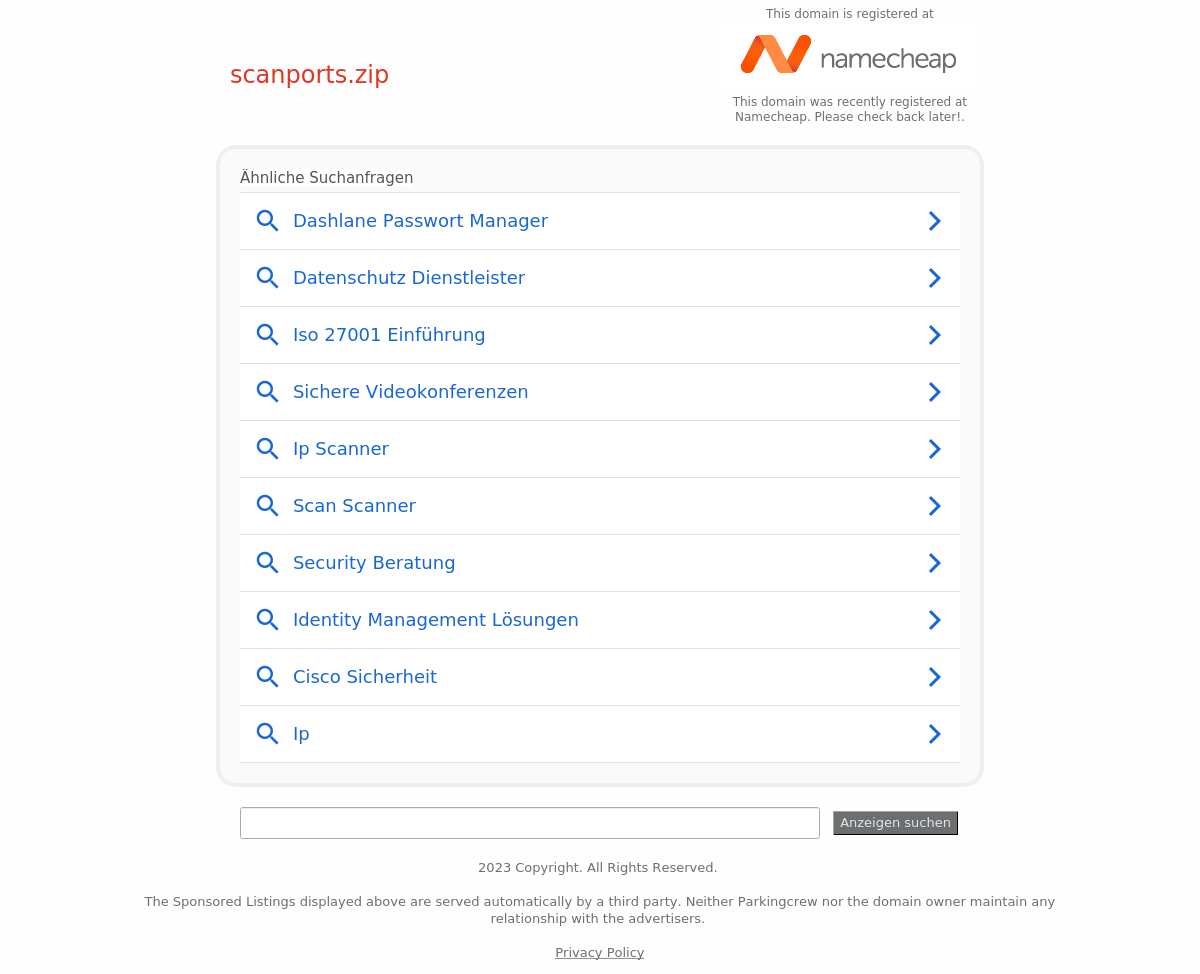 This domain is registered at
scanports.zip
namecheap
This domain was recently registered at
Namecheap. Please check back later!.
Ähnliche Suchanfragen
Dashlane Passwort Manager
Datenschutz Dienstleister
Iso 27001 Einführung
Sichere Videokonferenzen
Ip Scanner
Scan Scanner
Security Beratung
Identity Management Lösungen
Cisco Sicherheit
Ip
Anzeigen suchen
2023 Copyright. All Rights Reserved.
The Sponsored Listings displayed above are served automatically by a third party. Neither Parkingcrew nor the domain owner maintain any
relationship with the advertisers.
Privacy Policy